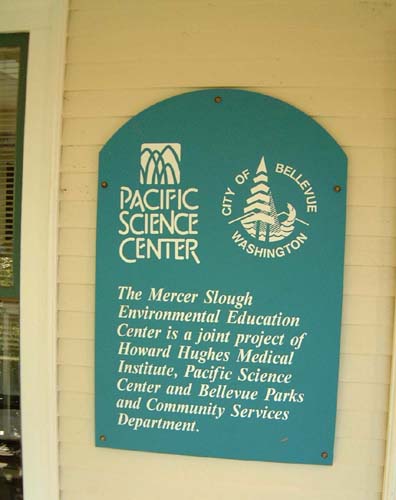 PACIFIC
SCIENCE
CENTER
CITY OF BELLEVUE
WASHINGTON
The Mercer Slough
Environmental Education
Center is a joint project of
Howard Hughes Medical
Institute, Pacific Science
Center and Bellevue Parks
and Community Services
Department.